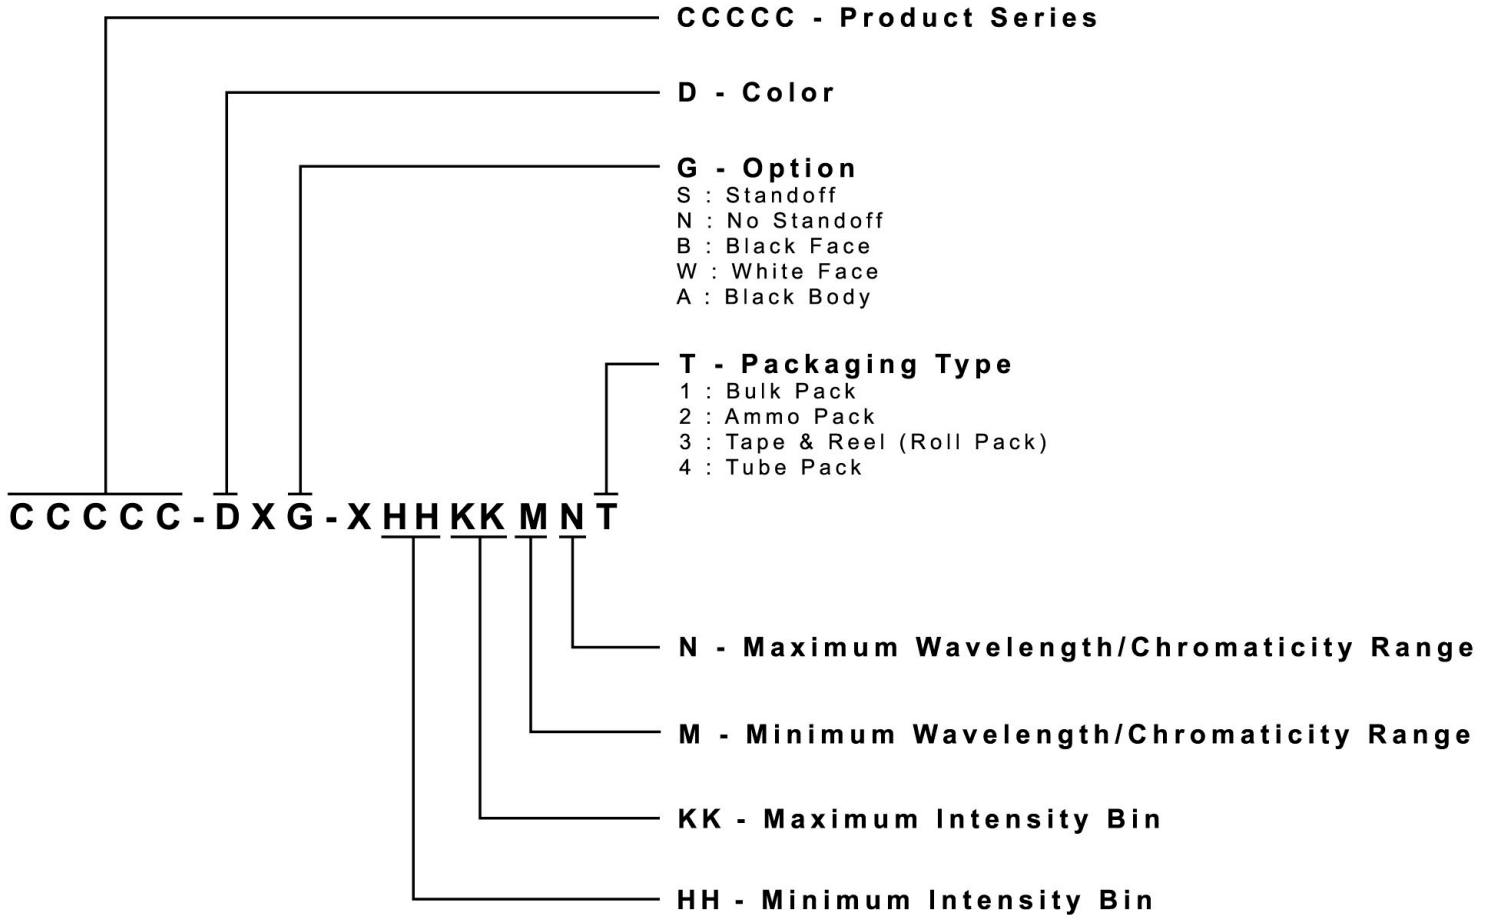 CCCCC - Product Series
D - Color
G - Option
S : Standoff
N : No Standoff
B : Black Face
W : White Face
A : Black Body
T - Packaging Type
1 : Bulk Pack
2 : Ammo Pack
3 : Tape & Reel (Roll Pack)
4 : Tube Pack
CCCCC-DXG-XHHKKMNT
N - Maximum Wavelength/Chromaticity Range
M - Minimum Wavelength/Chromaticity Range
KK - Maximum Intensity Bin
HH - Minimum Intensity Bin